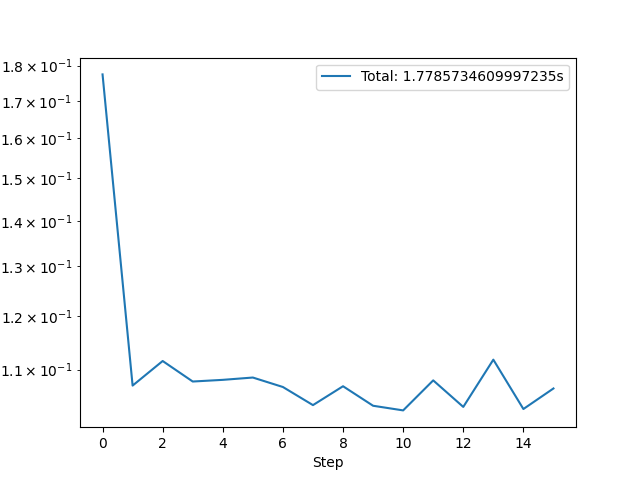 Total: 1.7785734609997235s
1.8 × 10⁻¹
1.7 × 10⁻¹
1.6 × 10⁻¹
1.5 × 10⁻¹
1.4 × 10⁻¹
1.3 × 10⁻¹
1.2 × 10⁻¹
1.1 × 10⁻¹
0 2 4 6 8 10 12 14
Step